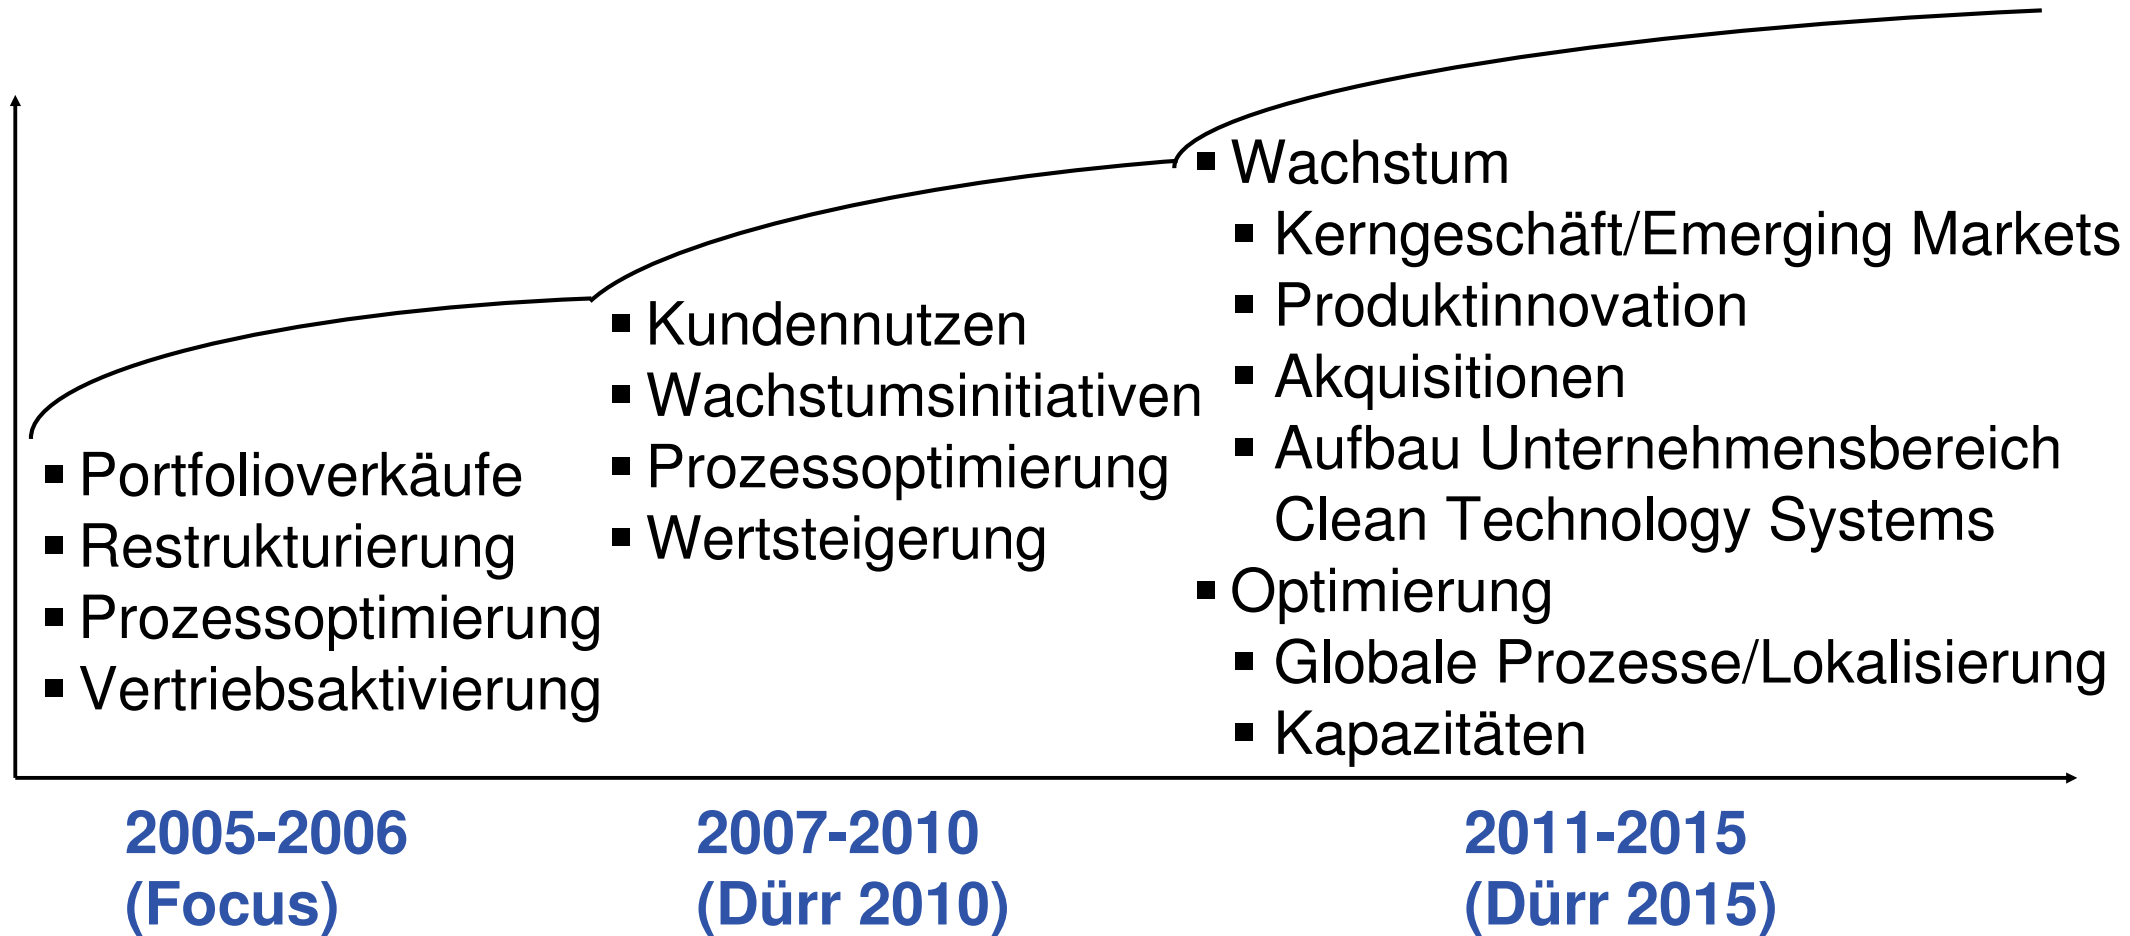 Portfolioverkäufe
Restrukturierung
Prozessoptimierung
Vertriebsaktivierung
2005-2006
(Focus)
Kundennutzen
Wachstumsinitiativen
Prozessoptimierung
Wertsteigerung
2007-2010
(Dürr 2010)
Wachstum
Kerngeschäft/Emerging Markets
Produktinnovation
Akquisitionen
Aufbau Unternehmensbereich
Clean Technology Systems
Optimierung
Globale Prozesse/Lokalisierung
Kapazitäten
2011-2015
(Dürr 2015)